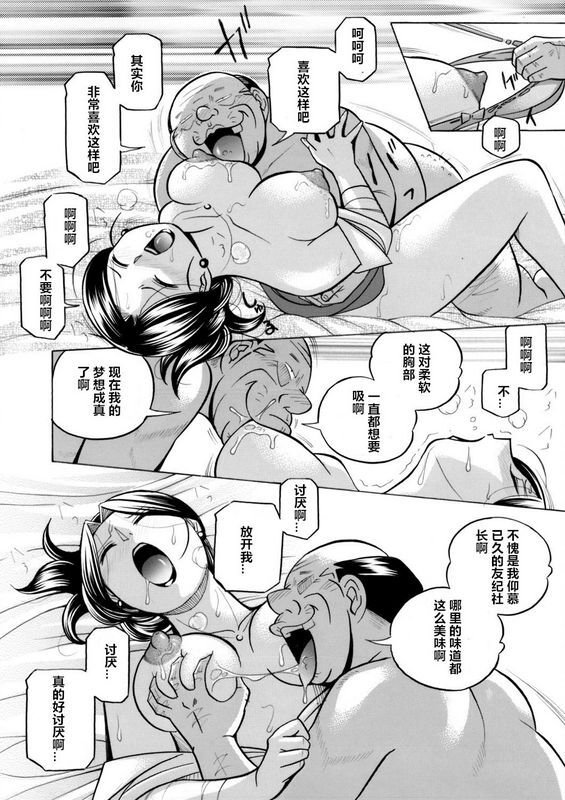 啊啊
呵呵呵
喜欢这样吧
其实你
非常喜欢这样吧
啊啊啊
不要啊啊啊
啊啊啊
不…
这对柔软
的胸部
一直都想要
吸啊
现在我的
梦想成真
了啊
不愧是我仰慕
已久的友纪社
长啊
哪里的味道都
这么美味啊
讨厌啊
放开我…
讨厌…
真的好讨厌啊…